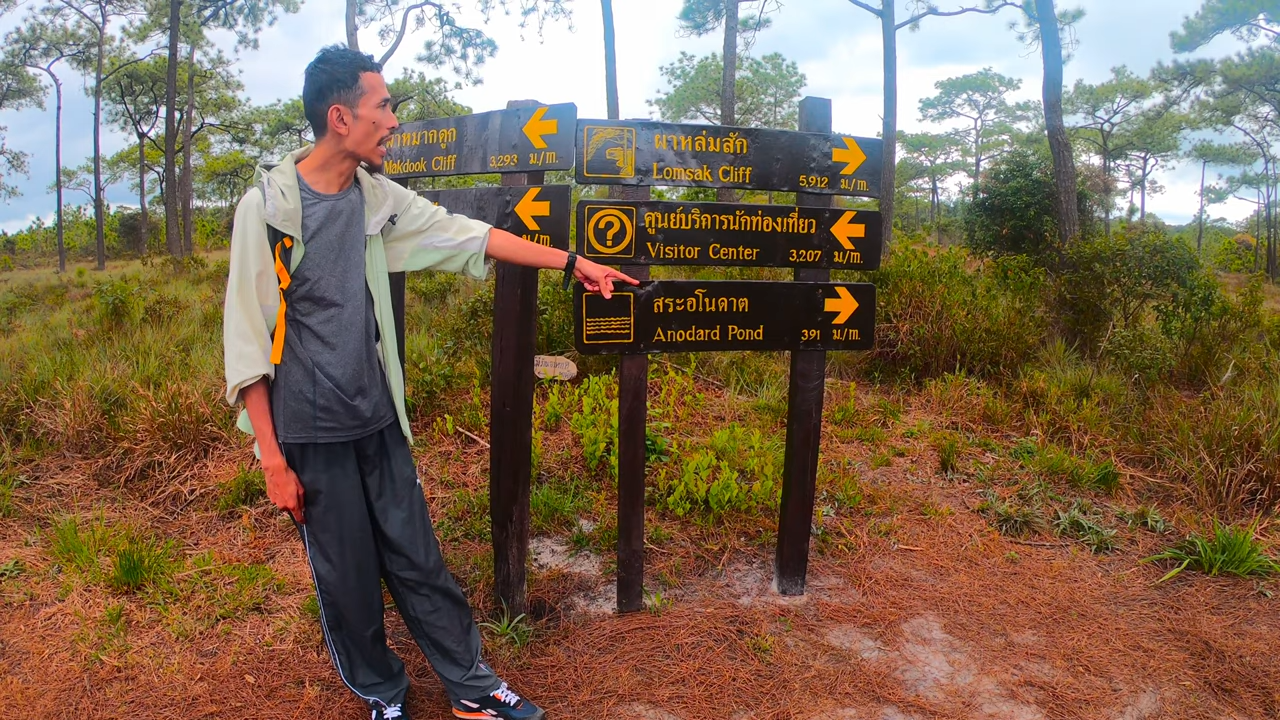 ผาหมากดูก
Makdook Cliff 3,293 ม./m.
ม./m.
ผาหล่มสัก
Lomsak Cliff 5,912 ม./m.
?
ศูนย์บริการนักท่องเที่ยว
Visitor Center 3,207 ม./m.
สระอโนดาต
Anodard Pond 391 ม./m.